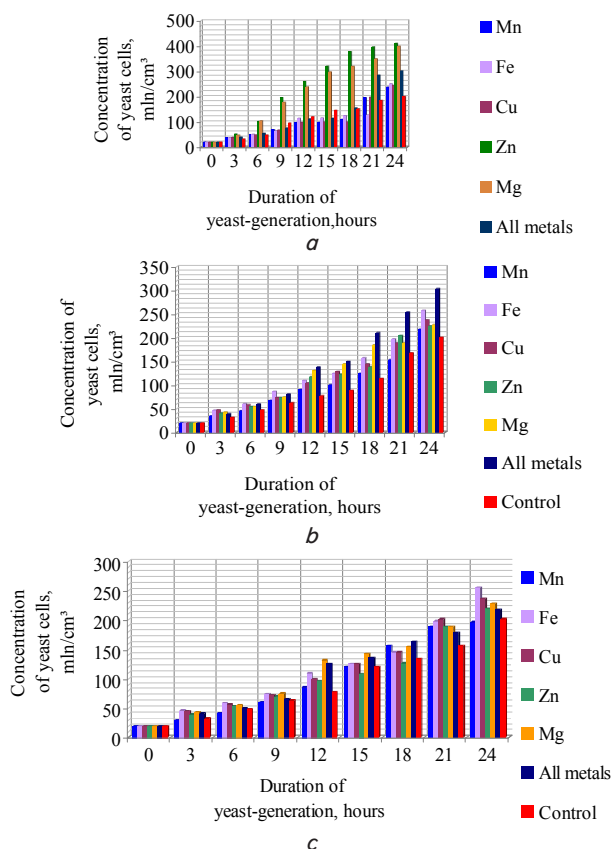 Concentration
of yeast cells,
mln/cm³
500
400
300
200
100
0
0 3 6 9 12 15 18 21 24
Duration of
yeast-generation,hours
a
Mn
Fe
Cu
Zn
Mg
All metals
Concentration of
yeast cells,
mln/cm³
350
300
250
200
150
100
50
0
0 3 6 9 12 15 18 21 24
Duration of
yeast-generation, hours
b
Mn
Fe
Cu
Zn
Mg
All metals
Control
Concentration
of yeast cells,
mln/cm³
300
250
200
150
100
50
0
0 3 6 9 12 15 18 21 24
Duration of
yeast-generation, hours
c
Mn
Fe
Cu
Zn
Mg
All metals
Control